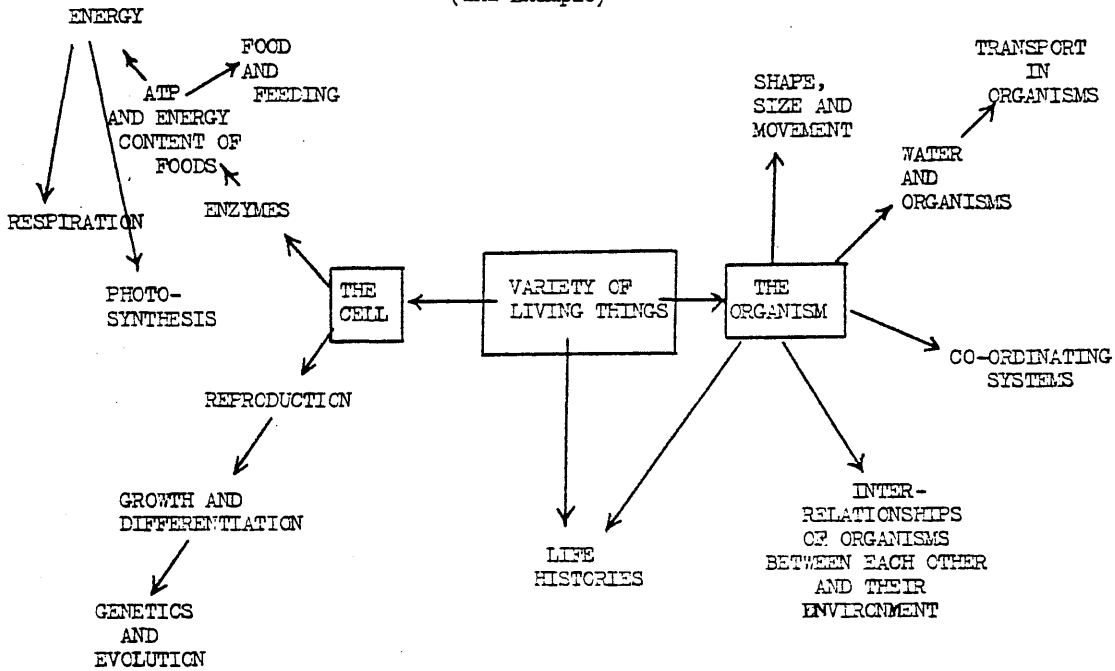 (an Example)
ENERGY
FOOD
AND
FEEDING
ATP
AND ENERGY
CONTENT OF
FOODS
ENZYMES
RESPIRATION
PHOTO-
SYNTHESIS
THE
CELL
REPRODUCTION
GROWTH AND
DIFFERENTIATION
GENETICS
AND
EVOLUTION
VARIETY OF
LIVING THINGS
LIFE
HISTORIES
THE
ORGANISM
SHAPE,
SIZE AND
MOVEMENT
TRANSPORT
IN
ORGANISMS
WATER
AND
ORGANISMS
CO-ORDINATING
SYSTEMS
INTER-
RELATIONSHIPS
OF ORGANISMS
BETWEEN EACH OTHER
AND THEIR
ENVIRONMENT